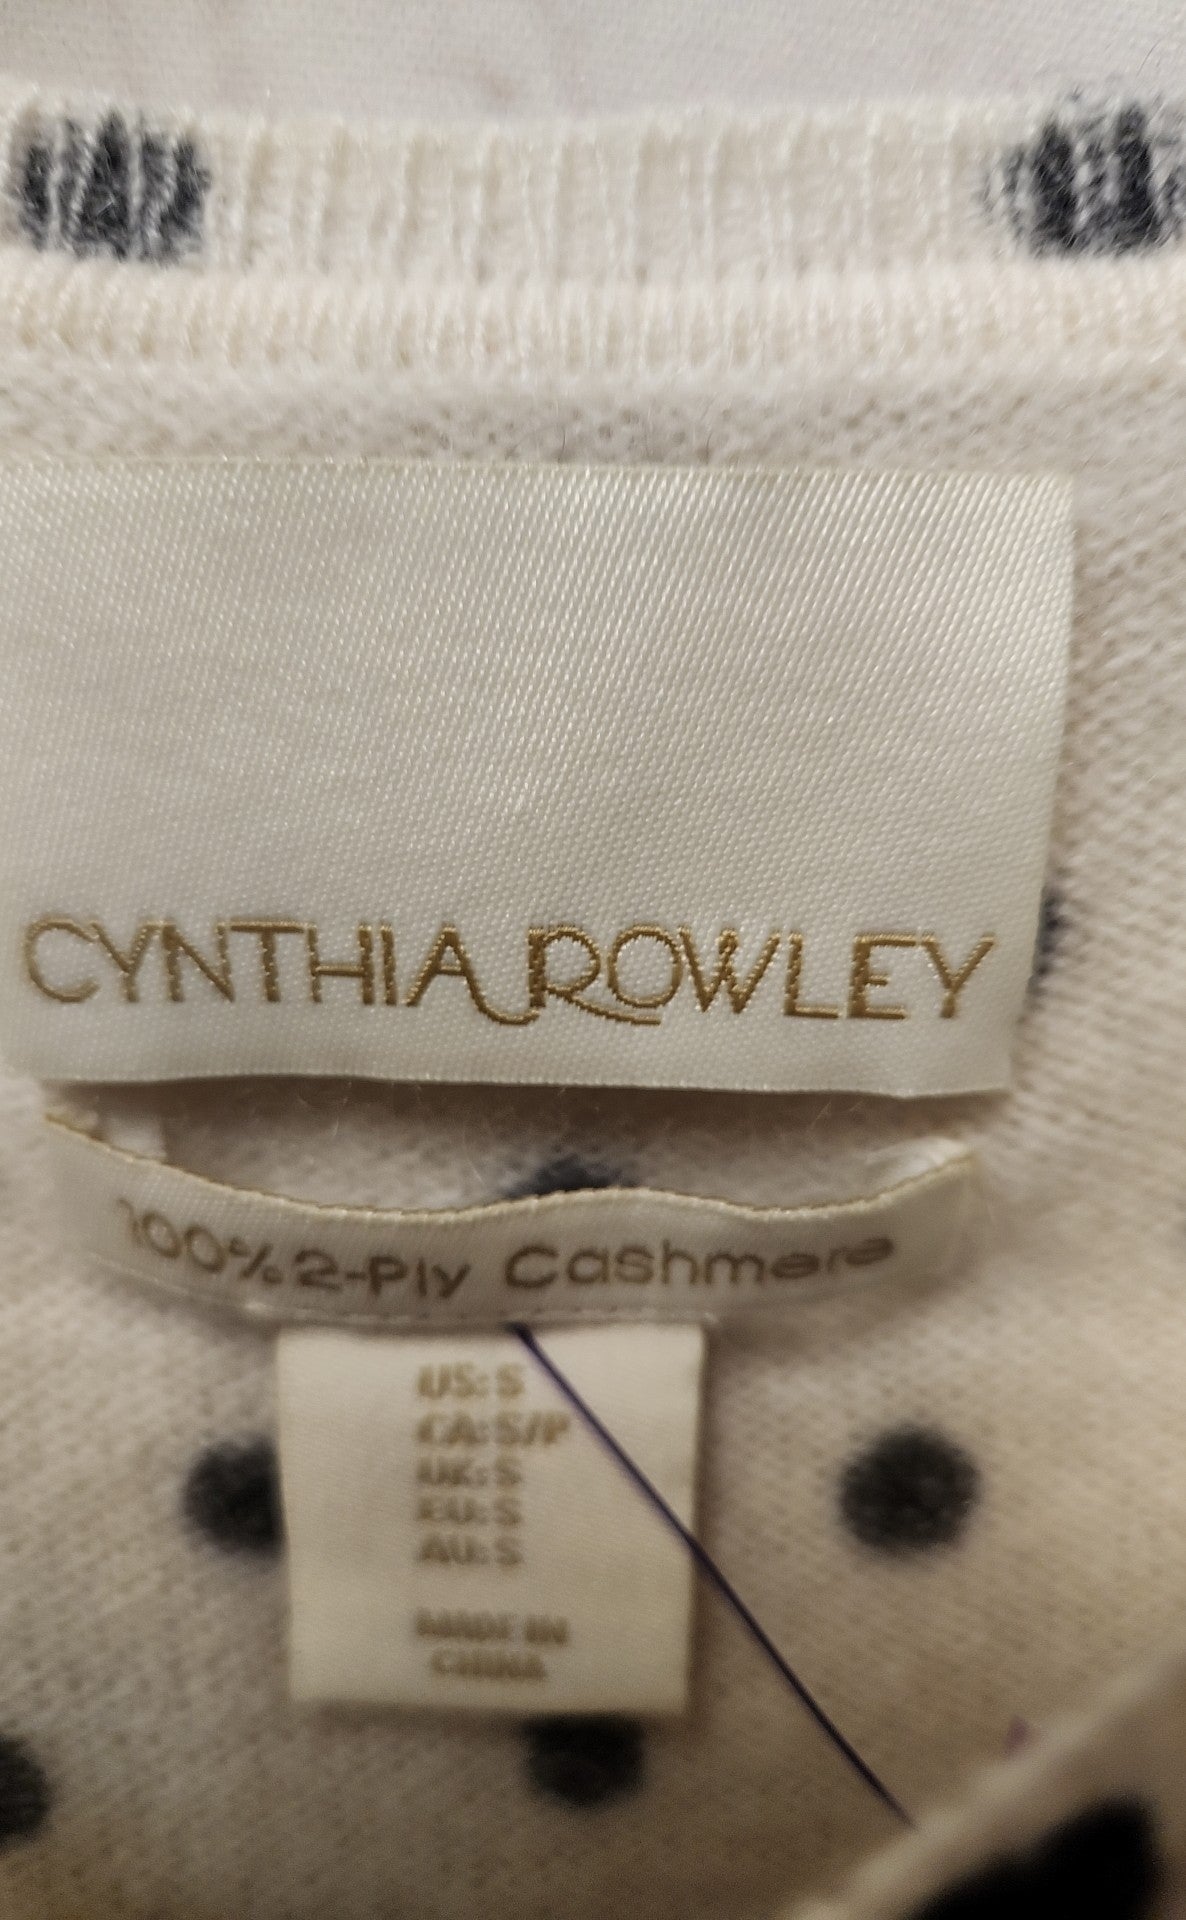 CYNTHIA ROWLEY
100% 2-Ply Cashmere
US: S
CA: S/P
UK: S
EU: S
AU: S
MADE IN
CHINA